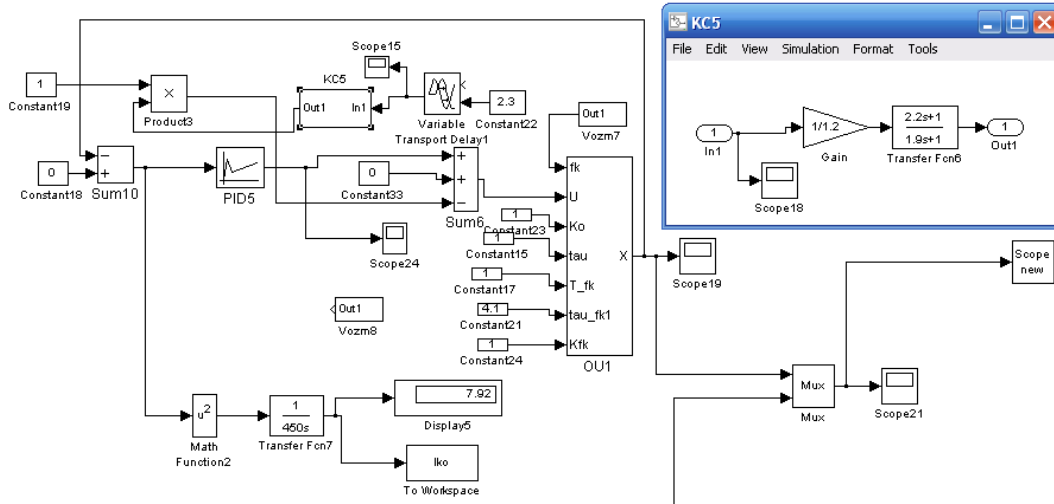 KC5
File Edit View Simulation Format Tools
1
In1
1/1.2
Gain
2.2s+1
1.9s+1
Transfer Fcn6
1
Out1
Scope18
Scope15
KC5
Out1
In1
1
Constant19
×
Product3
Variable
Transport Delay1
2.3
Constant22
Out1
Vozm7
0
Constant18
−
+
Sum10
PID5
0
Constant33
+
+
−
Sum6
Scope24
fk
U
Ko
tau
T_fk
tau_fk1
Kfk
X
OU1
1
Constant23
1
Constant15
1
Constant17
4.1
Constant21
1
Constant24
Scope19
Scope
new
Out1
Vozm8
u²
Math
Function2
1
450s
Transfer Fcn7
7.92
Display5
Iko
To Workspace
Mux
Mux
Scope21